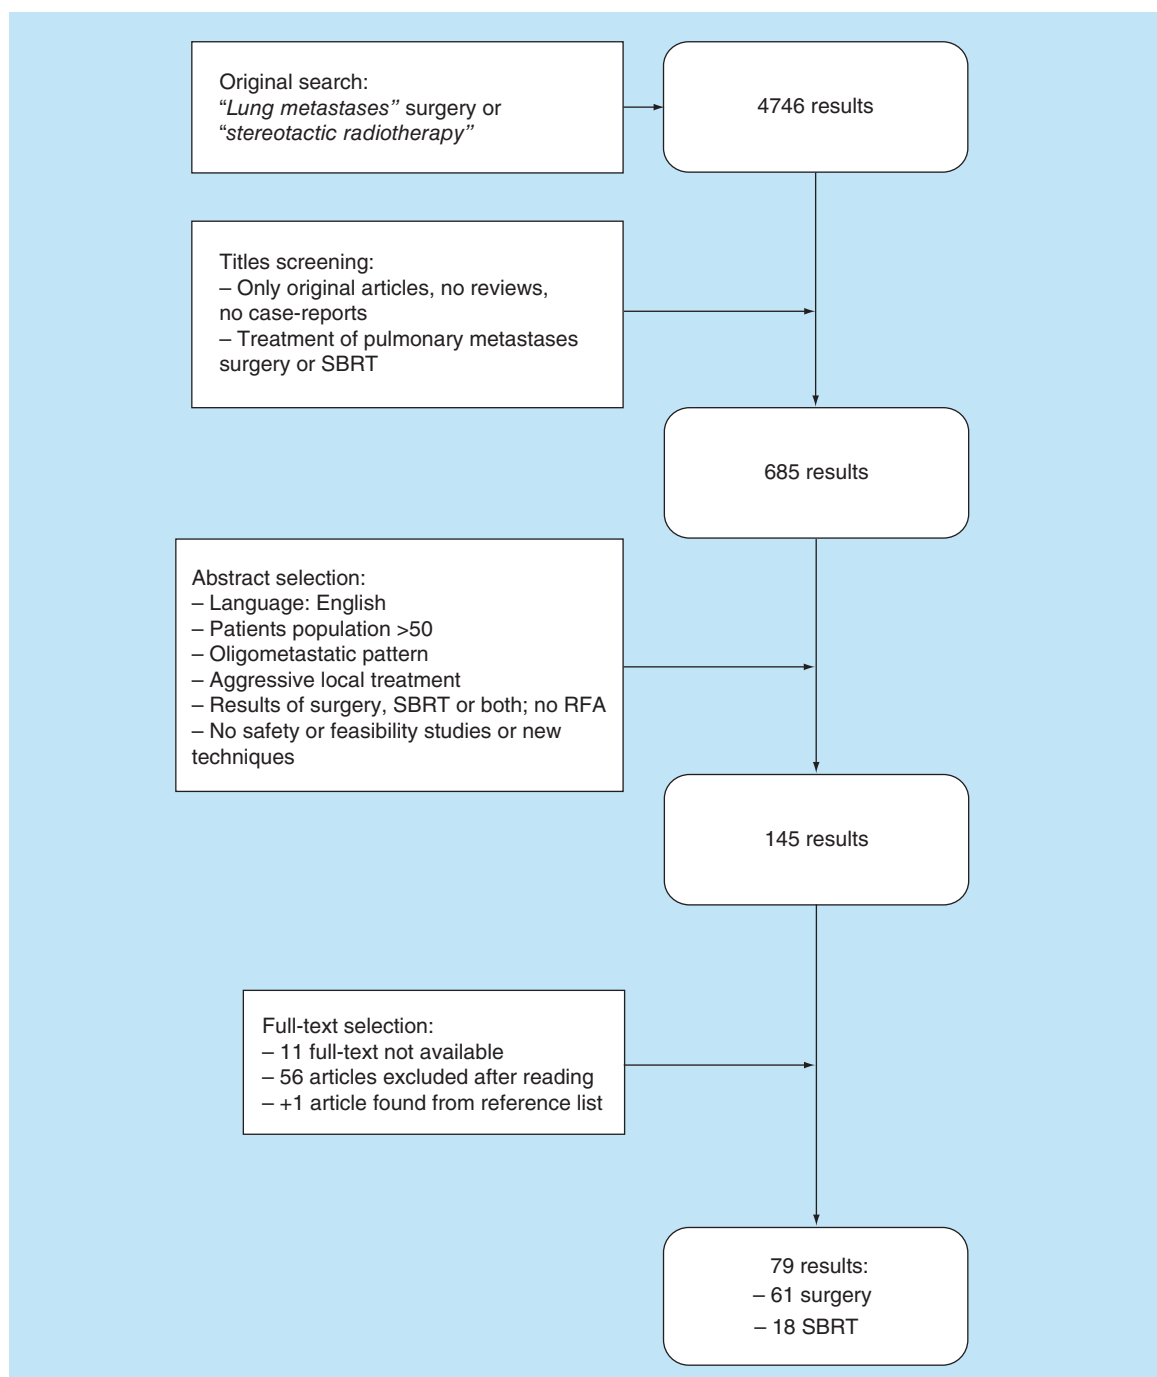 Original search:
“Lung metastases” surgery or
“stereotactic radiotherapy”
4746 results
Titles screening:
– Only original articles, no reviews,
no case-reports
– Treatment of pulmonary metastases
surgery or SBRT
685 results
Abstract selection:
– Language: English
– Patients population >50
– Oligometastatic pattern
– Aggressive local treatment
– Results of surgery, SBRT or both; no RFA
– No safety or feasibility studies or new
techniques
145 results
Full-text selection:
– 11 full-text not available
– 56 articles excluded after reading
– +1 article found from reference list
79 results:
– 61 surgery
– 18 SBRT